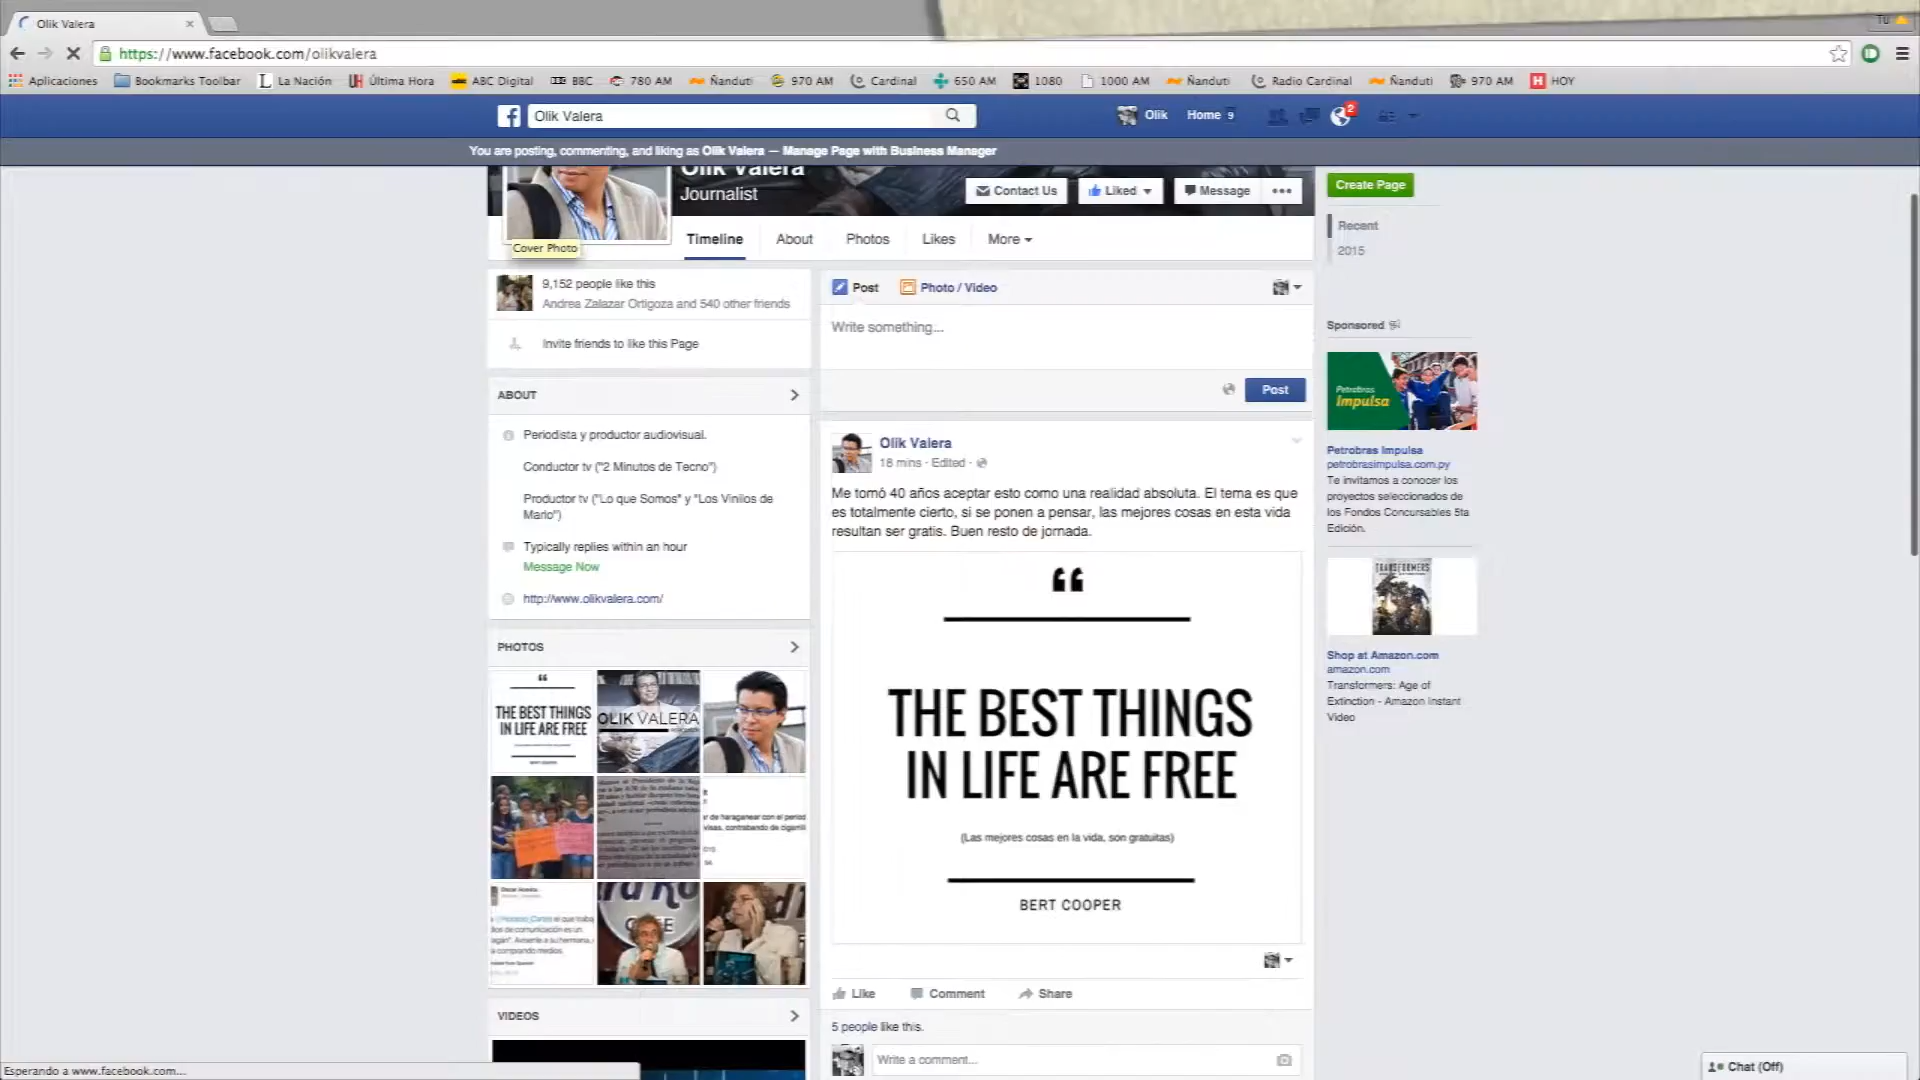 Olik Valera
https://www.facebook.com/olikvalera
Aplicaciones
Bookmarks Toolbar
La Nación
Última Hora
ABC Digital
BBC
780 AM
Ñanduti
970 AM
Cardinal
650 AM
1080
1000 AM
Ñanduti
Radio Cardinal
Ñanduti
970 AM
HOY
Olik Valera
Olik
Home 9
2
You are posting, commenting, and liking as Olik Valera — Manage Page with Business Manager
Olik Valera
Journalist
Contact Us
Liked
Message
Create Page
Recent
2015
Cover Photo
Timeline
About
Photos
Likes
More
9,152 people like this
Andrea Zalazar Ortigoza and 540 other friends
Invite friends to like this Page
ABOUT
Periodista y productor audiovisual.
Conductor tv ("2 Minutos de Tecno")
Productor tv ("Lo que Somos" y "Los Vinilos de
Mario")
Typically replies within an hour
Message Now
http://www.olikvalera.com/
PHOTOS
THE BEST THINGS
IN LIFE ARE FREE
BERT COOPER
OLIK VALERA
VIDEOS
Post
Photo / Video
Write something...
Post
Olik Valera
18 mins · Edited ·
Me tomó 40 años aceptar esto como una realidad absoluta. El tema es que
es totalmente cierto, si se ponen a pensar, las mejores cosas en esta vida
resultan ser gratis. Buen resto de jornada.
“
THE BEST THINGS
IN LIFE ARE FREE
(Las mejores cosas en la vida, son gratuitas)
BERT COOPER
Like
Comment
Share
5 people like this.
Write a comment...
Sponsored
Petrobras
Impulsa
Petrobras Impulsa
petrobrasimpulsa.com.py
Te invitamos a conocer los
proyectos seleccionados de
los Fondos Concursables 5ta
Edición.
TRANSFORMERS
Shop at Amazon.com
amazon.com
Transformers: Age of
Extinction - Amazon Instant
Video
Esperando a www.facebook.com...
Chat (Off)